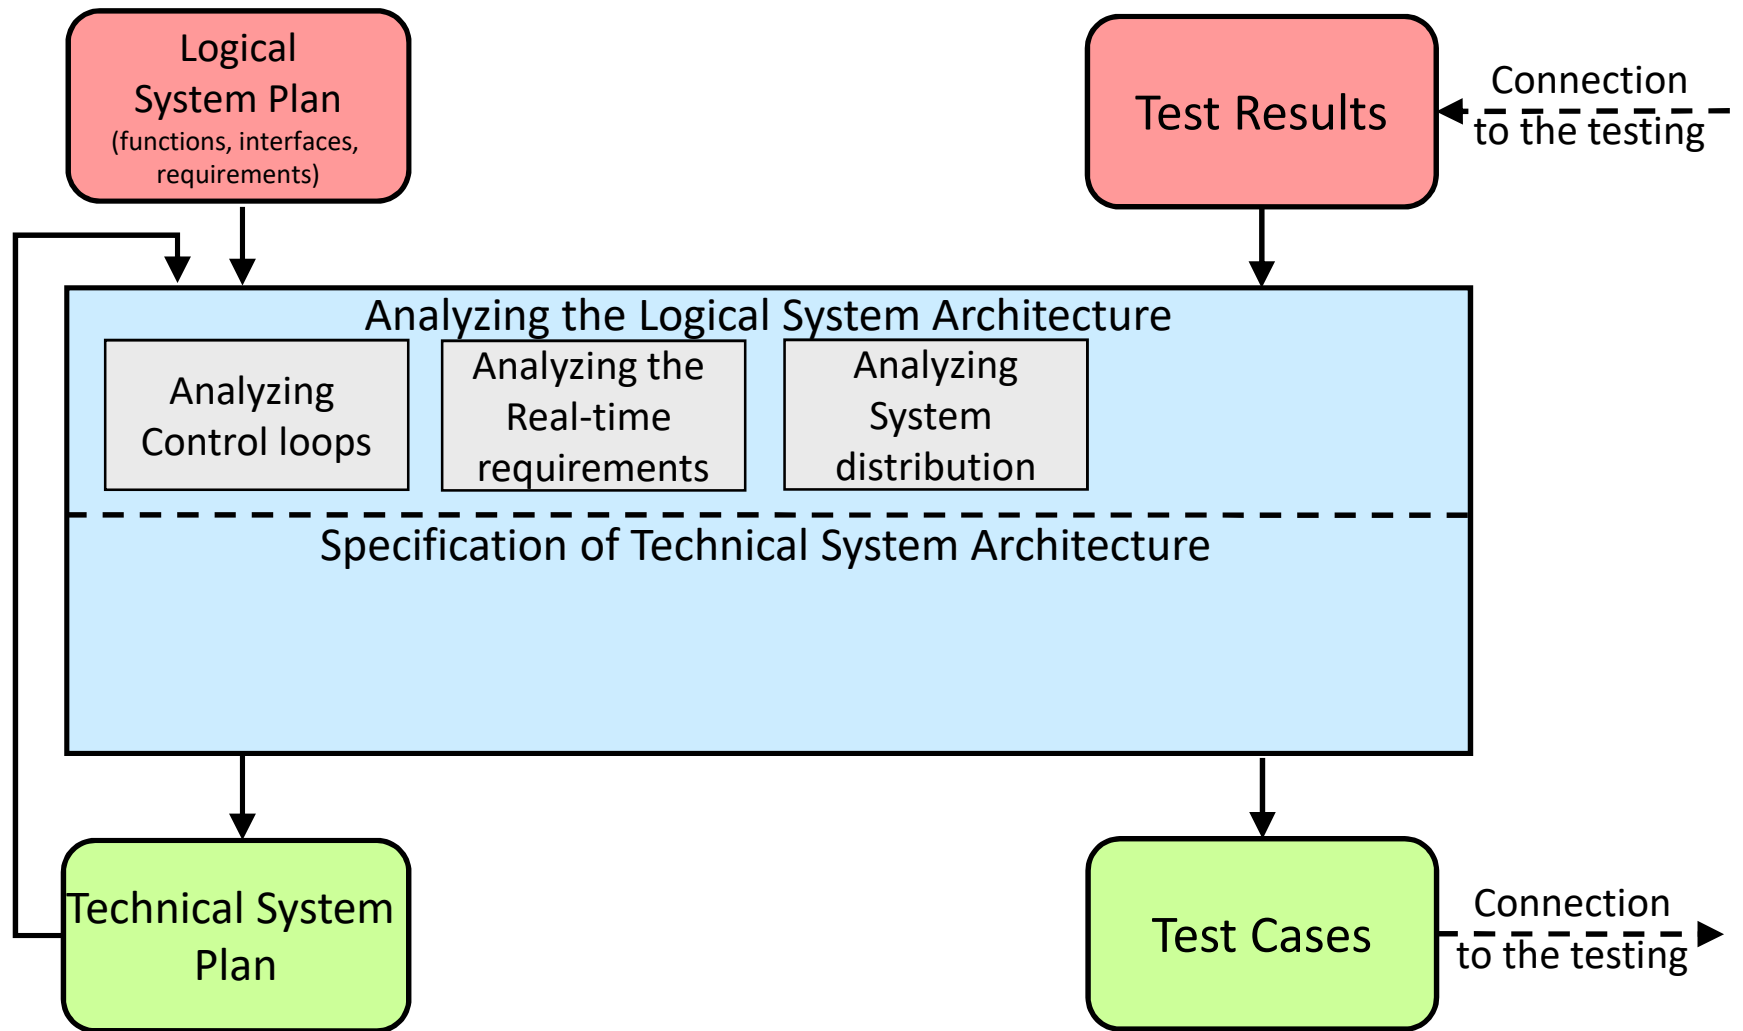 Logical
System Plan
(functions, interfaces,
requirements)
Test Results
Connection
to the testing
Analyzing the Logical System Architecture
Analyzing
Control loops
Analyzing the
Real-time
requirements
Analyzing
System
distribution
Specification of Technical System Architecture
Technical System
Plan
Test Cases
Connection
to the testing